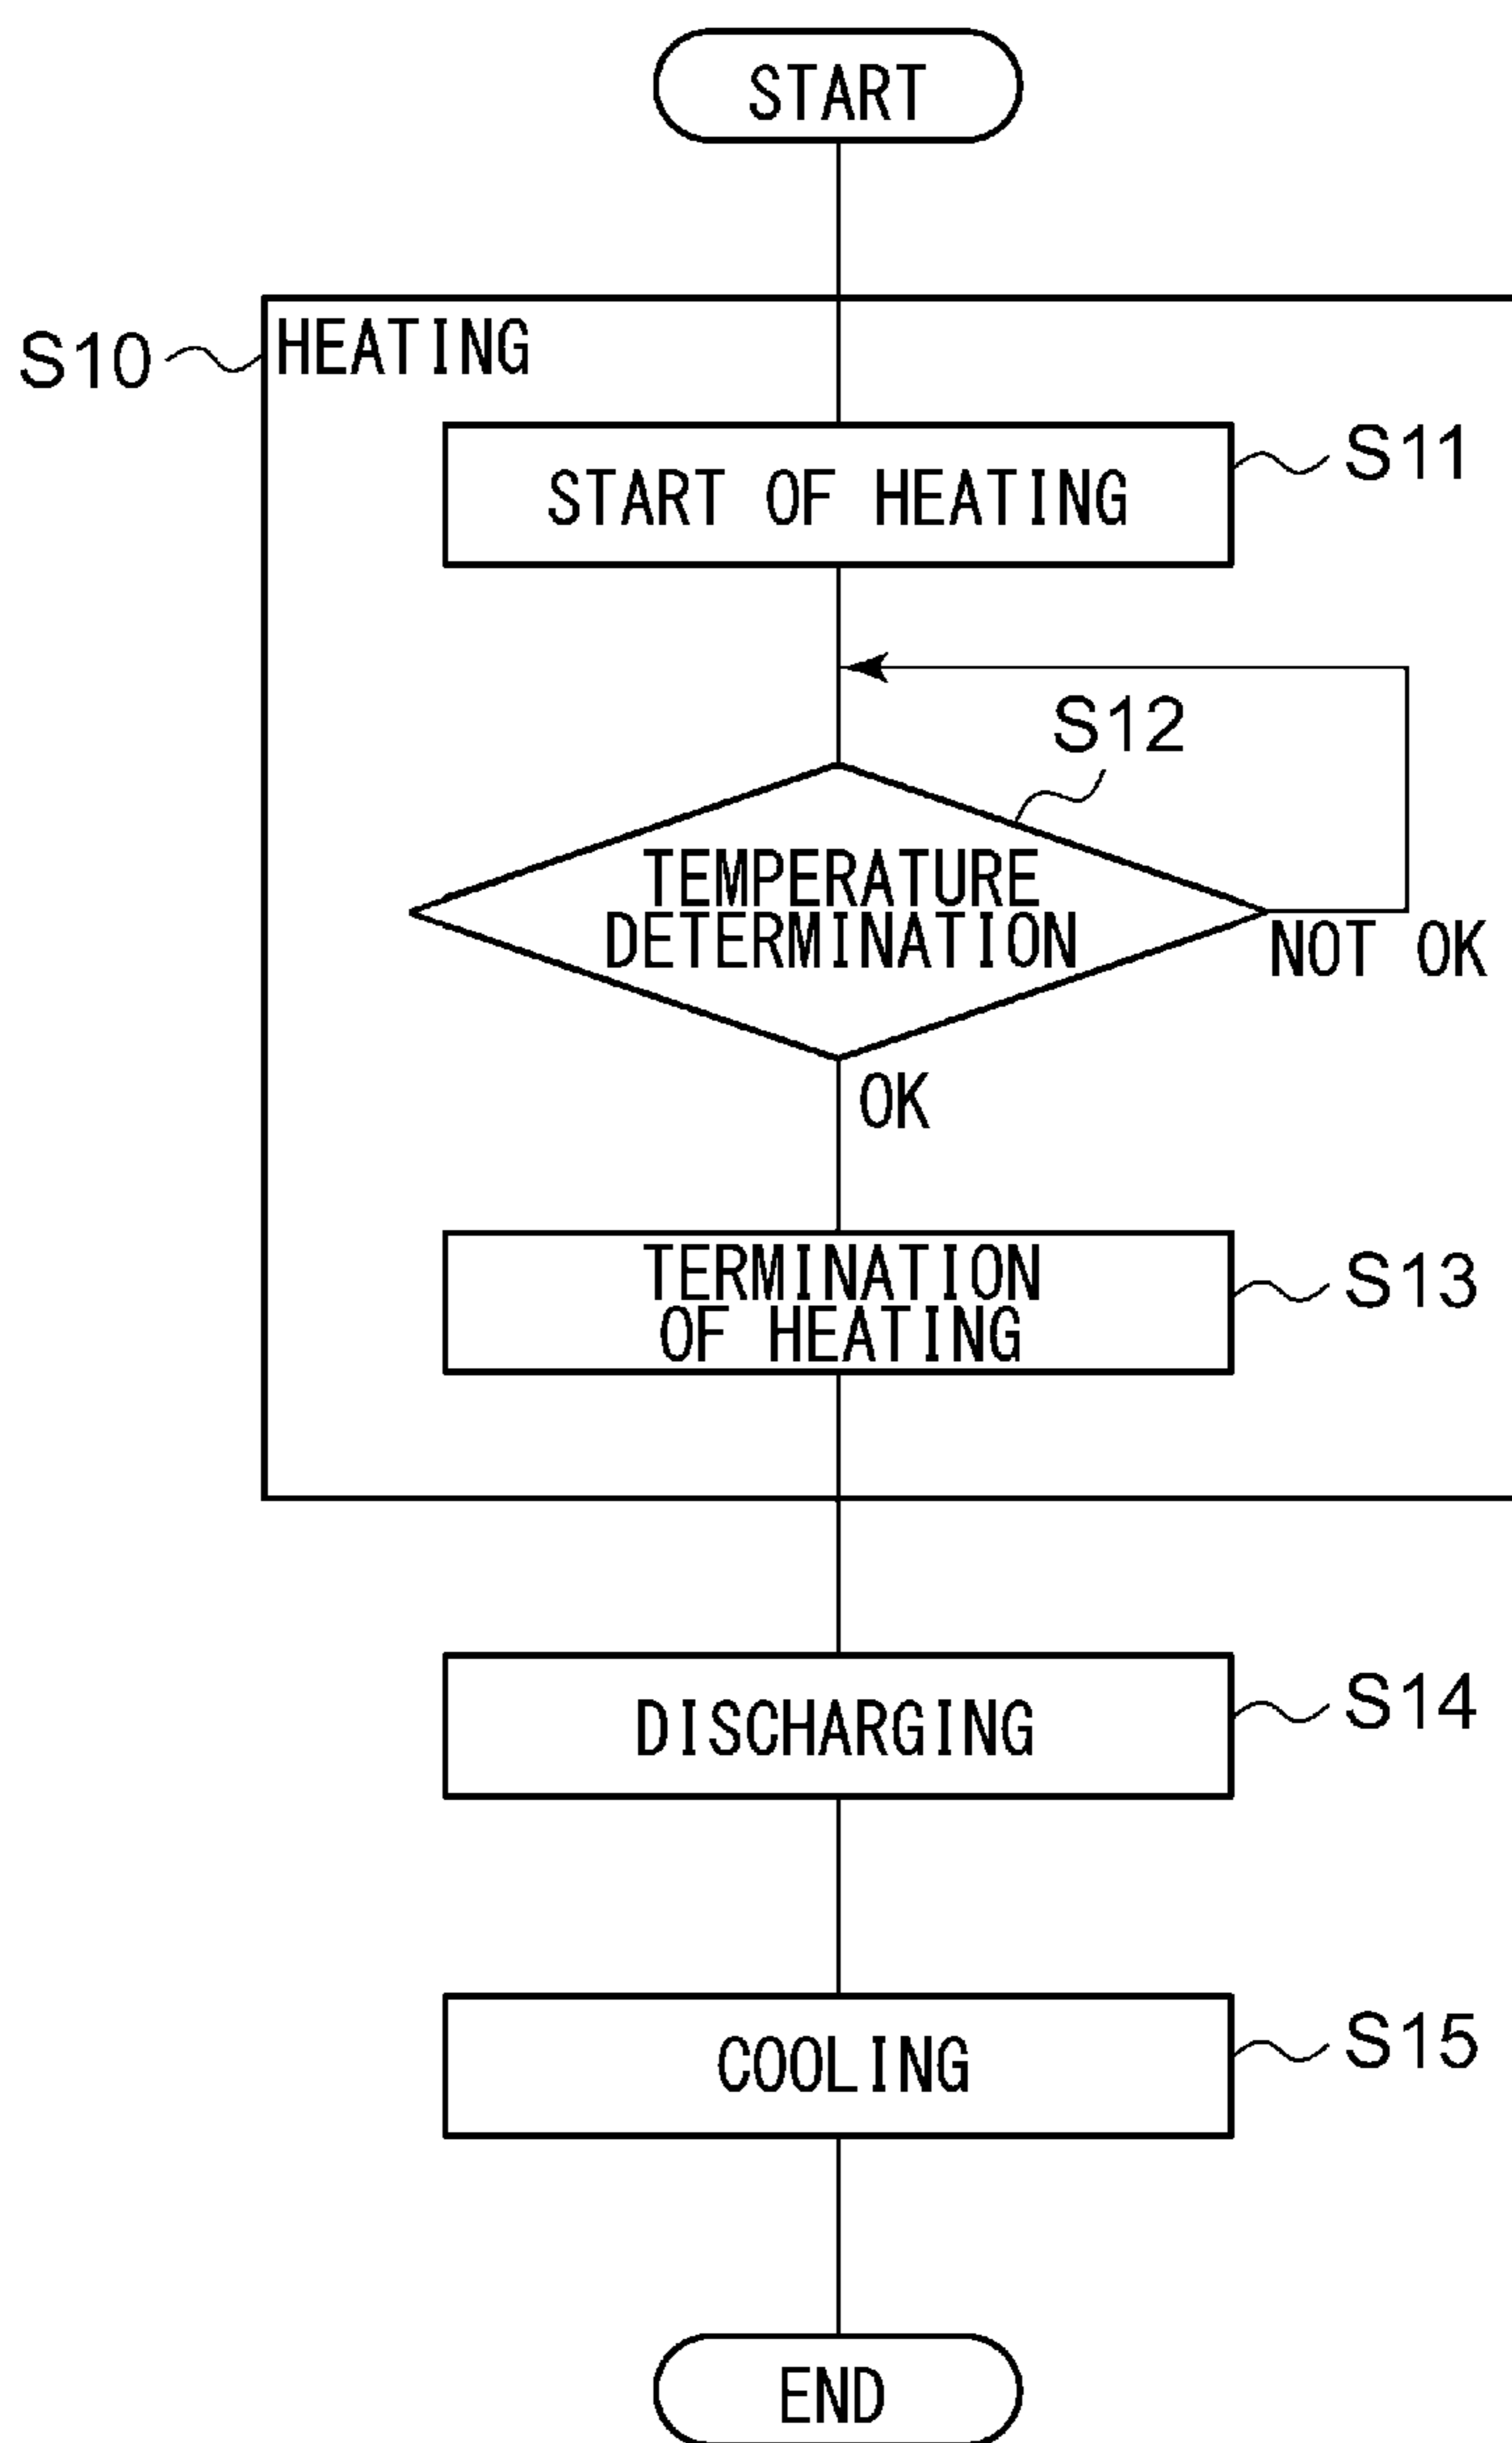 START
S10
HEATING
START OF HEATING
S11
S12
TEMPERATURE
DETERMINATION
NOT OK
OK
TERMINATION
OF HEATING
S13
DISCHARGING
S14
COOLING
S15
END